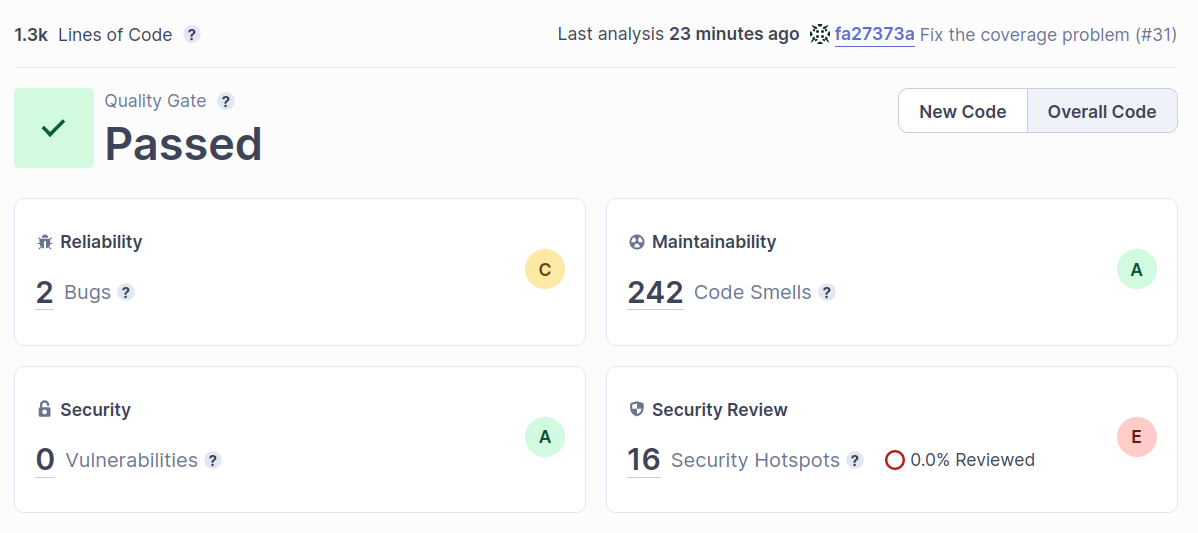 1.3k Lines of Code ? Last analysis 23 minutes ago fa27373a Fix the coverage problem (#31)
Quality Gate ?
Passed
New Code Overall Code
Reliability
2 Bugs ?
C
Maintainability
242 Code Smells ?
A
Security
0 Vulnerabilities ?
A
Security Review
16 Security Hotspots ? 0.0% Reviewed
E